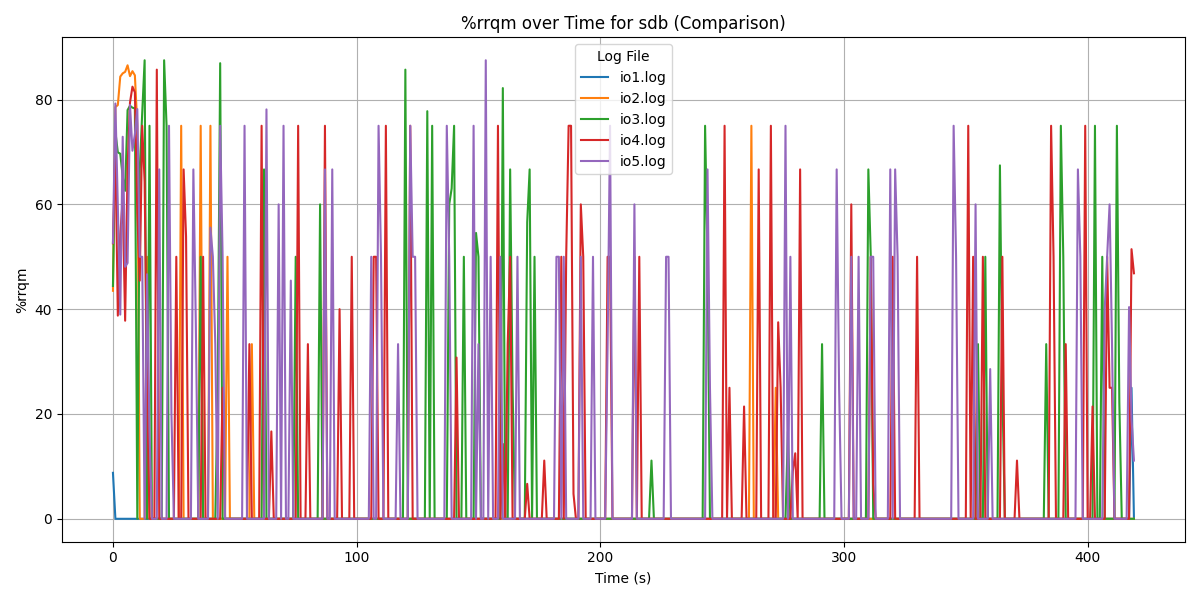 %rrqm over Time for sdb (Comparison)
Log File
io1.log
io2.log
io3.log
io4.log
io5.log
%rrqm
80
60
40
20
0
0 100 200 300 400
Time (s)